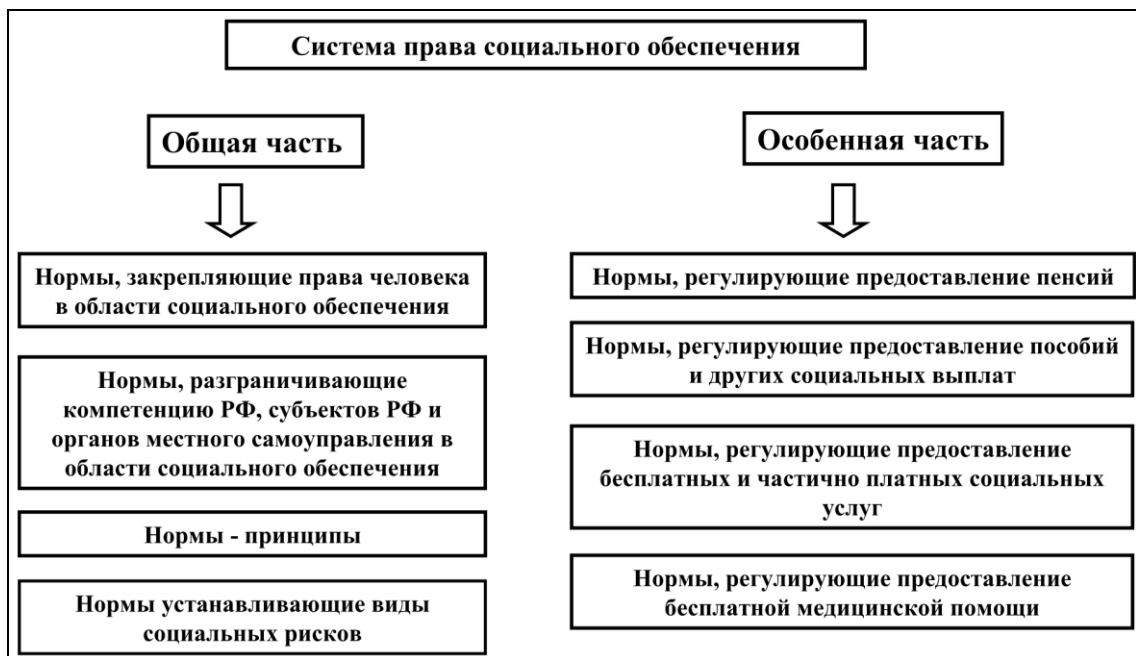 Система права социального обеспечения
Общая часть
Нормы, закрепляющие права человека
в области социального обеспечения
Нормы, разграничивающие
компетенцию РФ, субъектов РФ и
органов местного самоуправления в
области социального обеспечения
Нормы - принципы
Нормы устанавливающие виды
социальных рисков
Особенная часть
Нормы, регулирующие предоставление пенсий
Нормы, регулирующие предоставление пособий
и других социальных выплат
Нормы, регулирующие предоставление
бесплатных и частично платных социальных
услуг
Нормы, регулирующие предоставление
бесплатной медицинской помощи